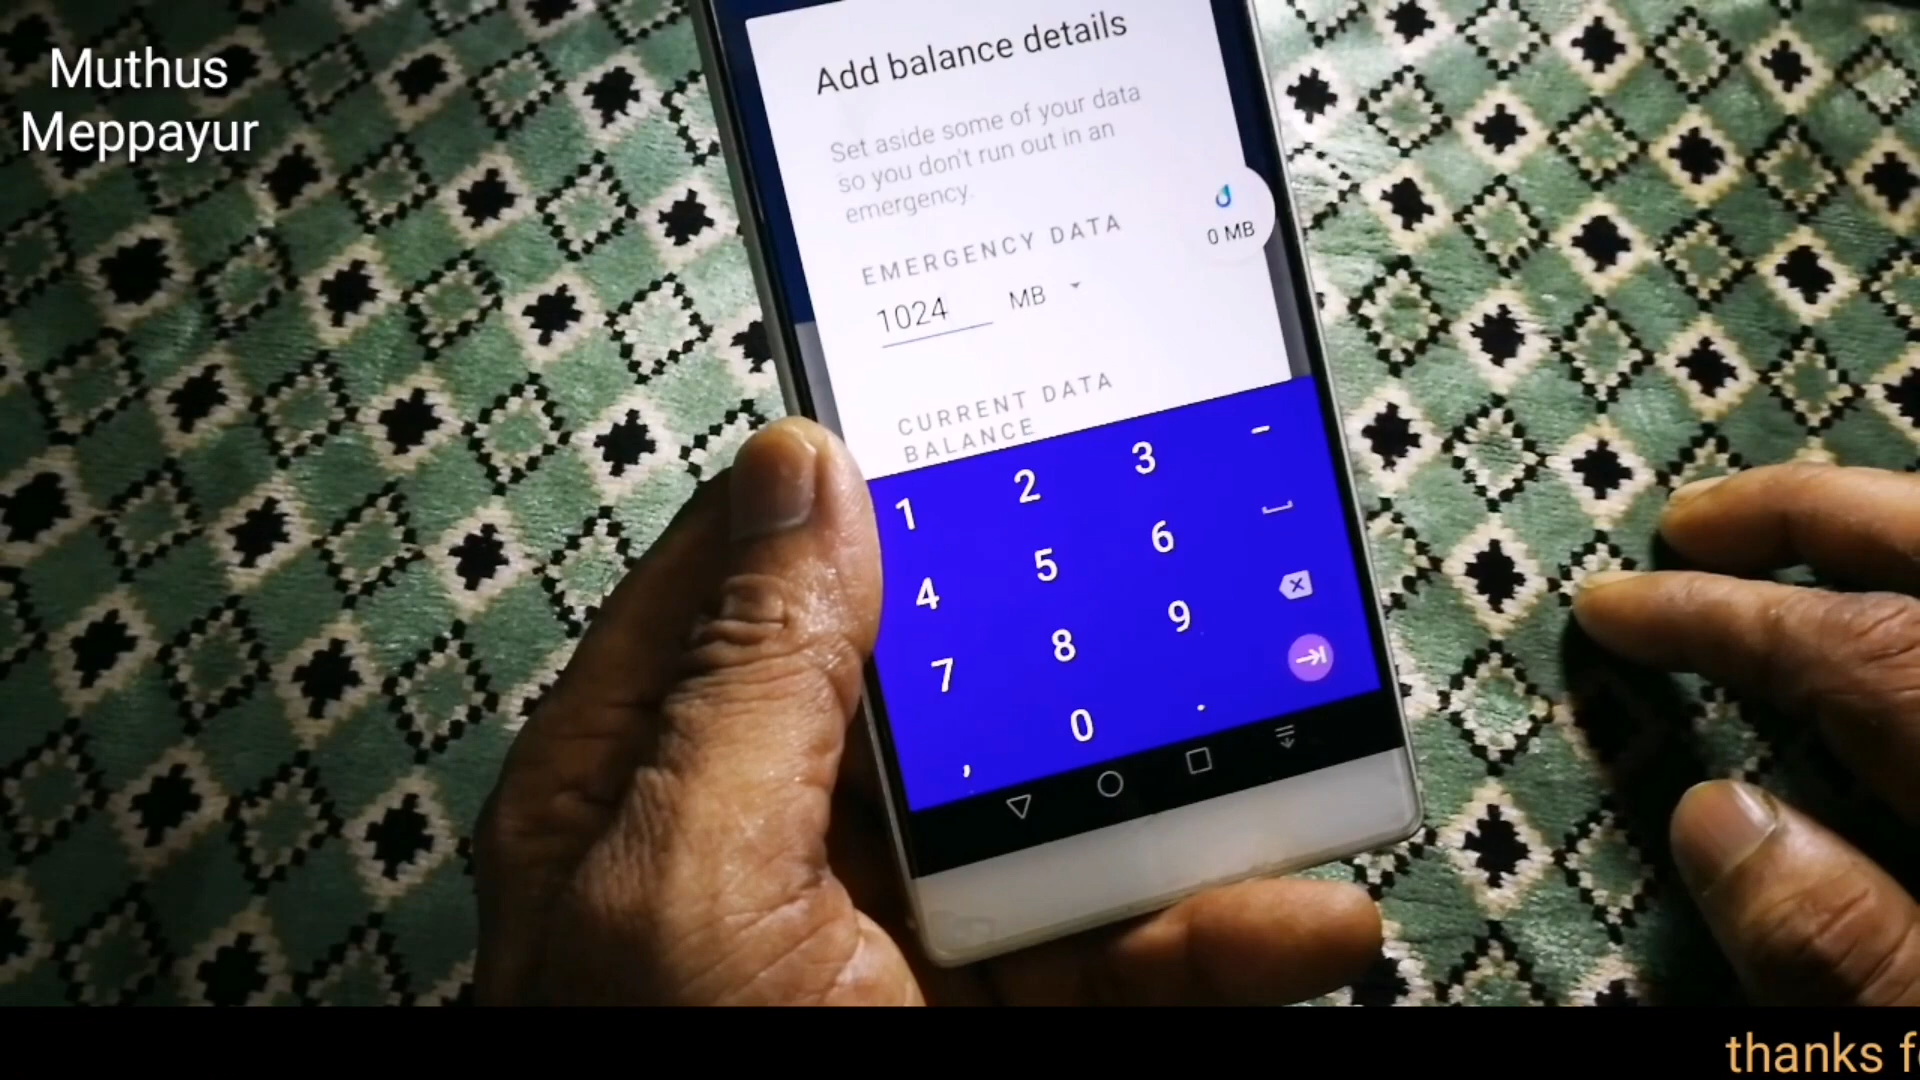 Muthus
Meppayur
Add balance details
Set aside some of your data
so you don't run out in an
emergency.
0 MB
EMERGENCY DATA
1024 MB
CURRENT DATA
BALANCE
1 2 3 -
4 5 6
7 8 9
, 0 .
thanks f